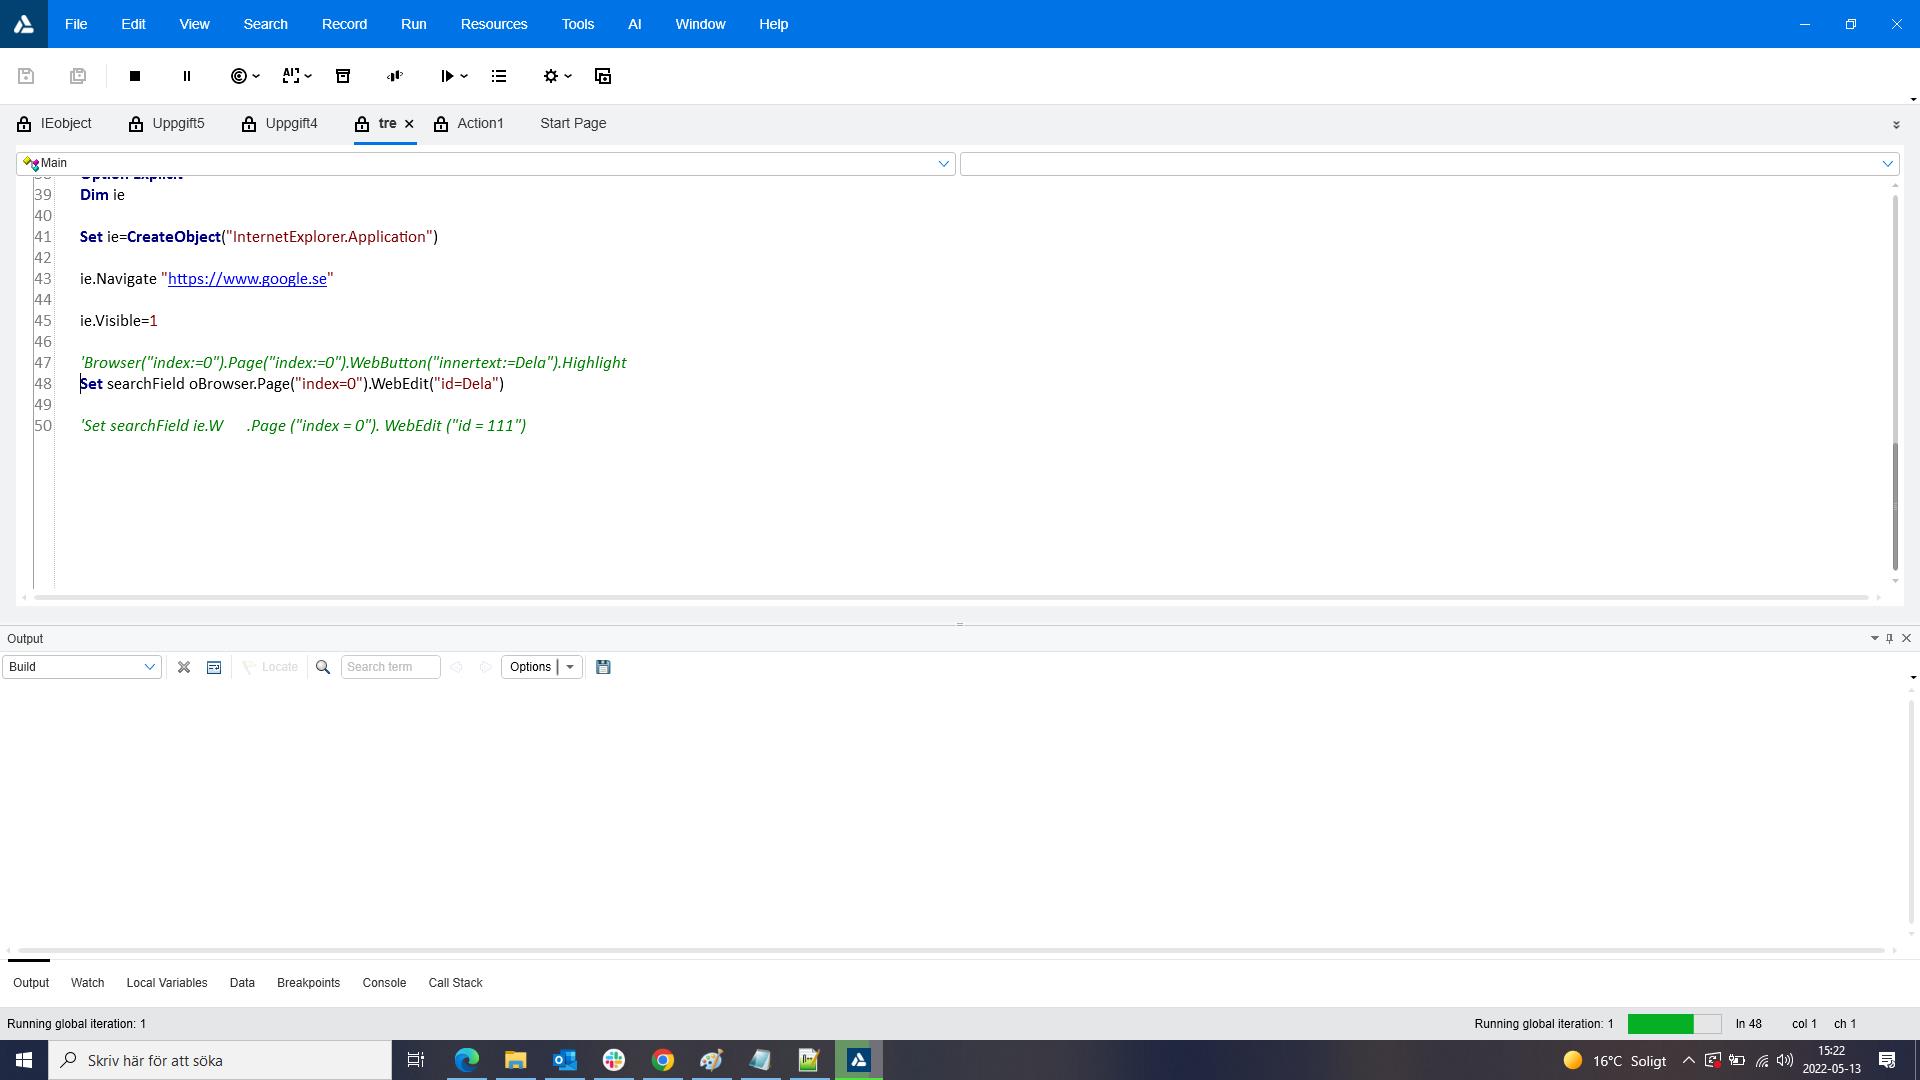 File Edit View Search Record Run Resources Tools AI Window Help
IEobject Uppgift5 Uppgift4 tre Action1 Start Page
Main
38 Option Explicit
39 Dim ie
40
41 Set ie=CreateObject("InternetExplorer.Application")
42
43 ie.Navigate "https://www.google.se"
44
45 ie.Visible=1
46
47 'Browser("index:=0").Page("index:=0").WebButton("innertext:=Dela").Highlight
48 Set searchField oBrowser.Page("index=0").WebEdit("id=Dela")
49
50 'Set searchField ie.W .Page ("index = 0"). WebEdit ("id = 111")
Output
Build Locate Search term Options
Output Watch Local Variables Data Breakpoints Console Call Stack
Running global iteration: 1 Running global iteration: 1 ln 48 col 1 ch 1
Skriv här för att söka 16°C Soligt 15:22
2022-05-13